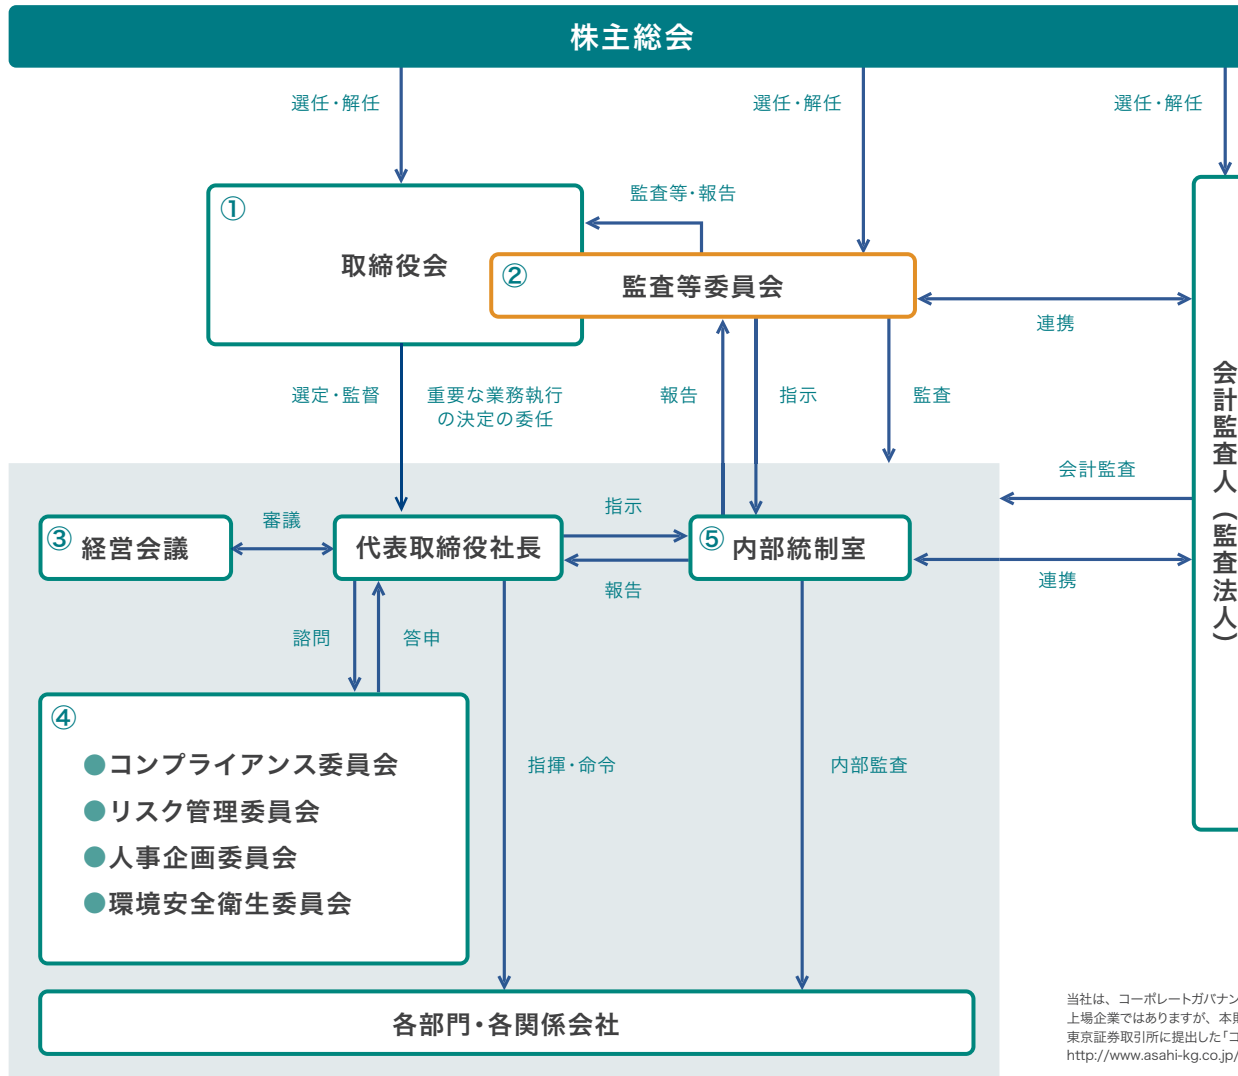 株主総会
選任・解任
選任・解任
選任・解任
①
取締役会
監査等・報告
②
監査等委員会
連携
選定・監督
重要な業務執行
の決定の委任
報告
指示
監査
会計監査人（監査法人）
会計監査
③
経営会議
審議
代表取締役社長
指示
報告
⑤
内部統制室
連携
諮問
答申
④
●コンプライアンス委員会
●リスク管理委員会
●人事企画委員会
●環境安全衛生委員会
指揮・命令
内部監査
各部門・各関係会社
当社は、コーポレートガバナン
上場企業ではありますが、本
東京証券取引所に提出した「コ
http://www.asahi-kg.co.jp/